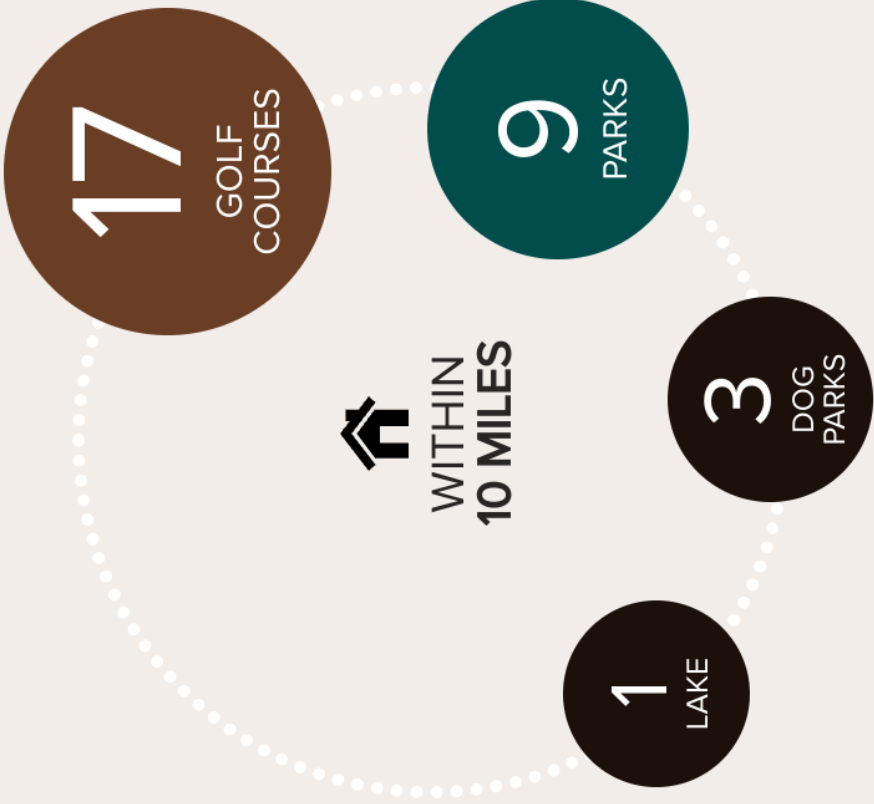 17
GOLF
COURSES
9
PARKS
3
DOG
PARKS
1
LAKE
WITHIN
10 MILES